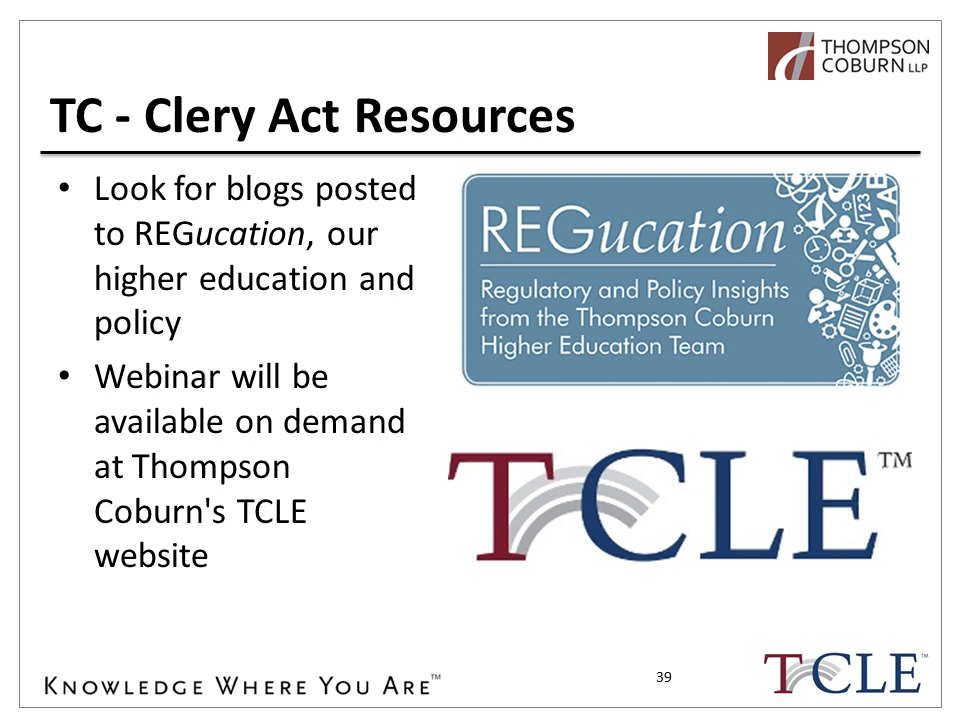 THOMPSON
COBURN LLP
TC - Clery Act Resources
• Look for blogs posted
to REGucation, our
higher education and
policy
• Webinar will be
available on demand
at Thompson
Coburn's TCLE
website
REGucation
Regulatory and Policy Insights
from the Thompson Coburn
Higher Education Team
√123
AB
TCLE™
KNOWLEDGE WHERE YOU ARE™
39
TCLE™